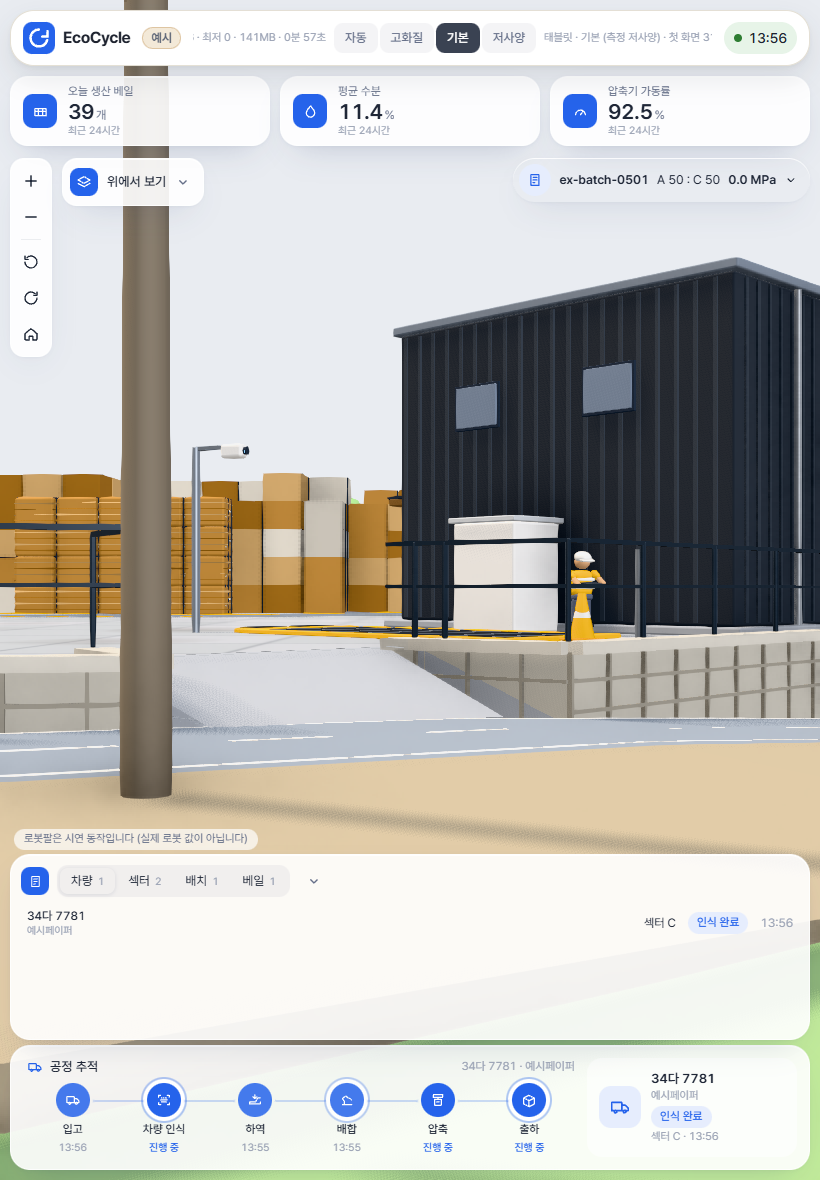 EcoCycle 예시 : · 최저 0 · 141MB · 0분 57초 자동 고화질 기본 저사양 태블릿 · 기본 (측정 저사양) · 첫 화면 13:56
오늘 생산 베일
39개
최근 24시간
평균 수분
11.4%
최근 24시간
압축기 가동률
92.5%
최근 24시간
위에서 보기
ex-batch-0501 A 50 : C 50 0.0 MPa
로봇팔은 시연 동작입니다 (실제 로봇 값이 아닙니다)
차량 1 섹터 2 배치 1 베일 1
34다 7781
예시페이퍼
섹터 C 인식 완료 13:56
공정 추적
34다 7781 · 예시페이퍼
입고 차량 인식 하역 배합 압축 출하
13:56 진행 중 13:55 13:55 진행 중 진행 중
34다 7781
예시페이퍼
인식 완료
섹터 C · 13:56